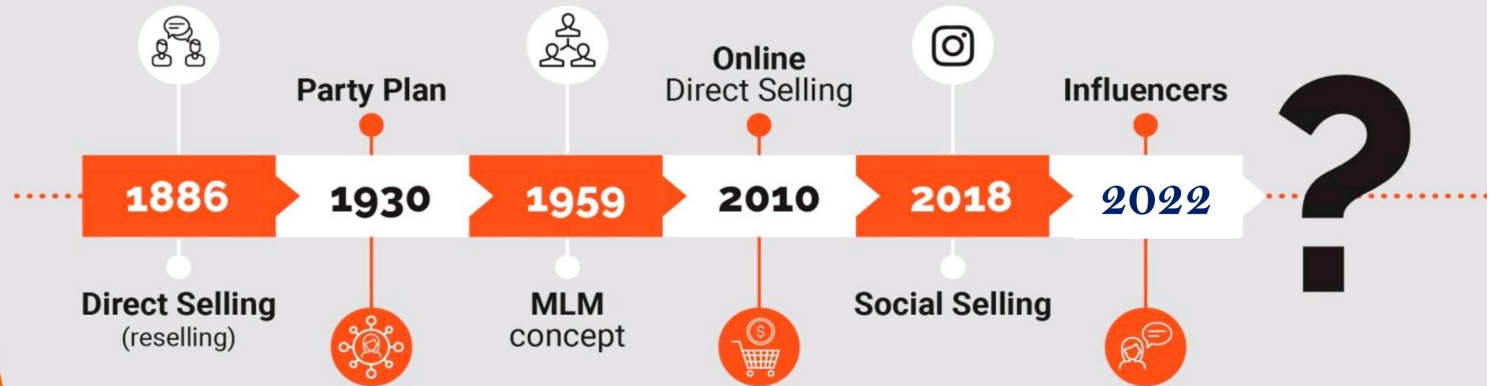 Party Plan
Online
Direct Selling
Influencers
1886
1930
1959
2010
2018
2022
?
Direct Selling
(reselling)
MLM
concept
Social Selling
$